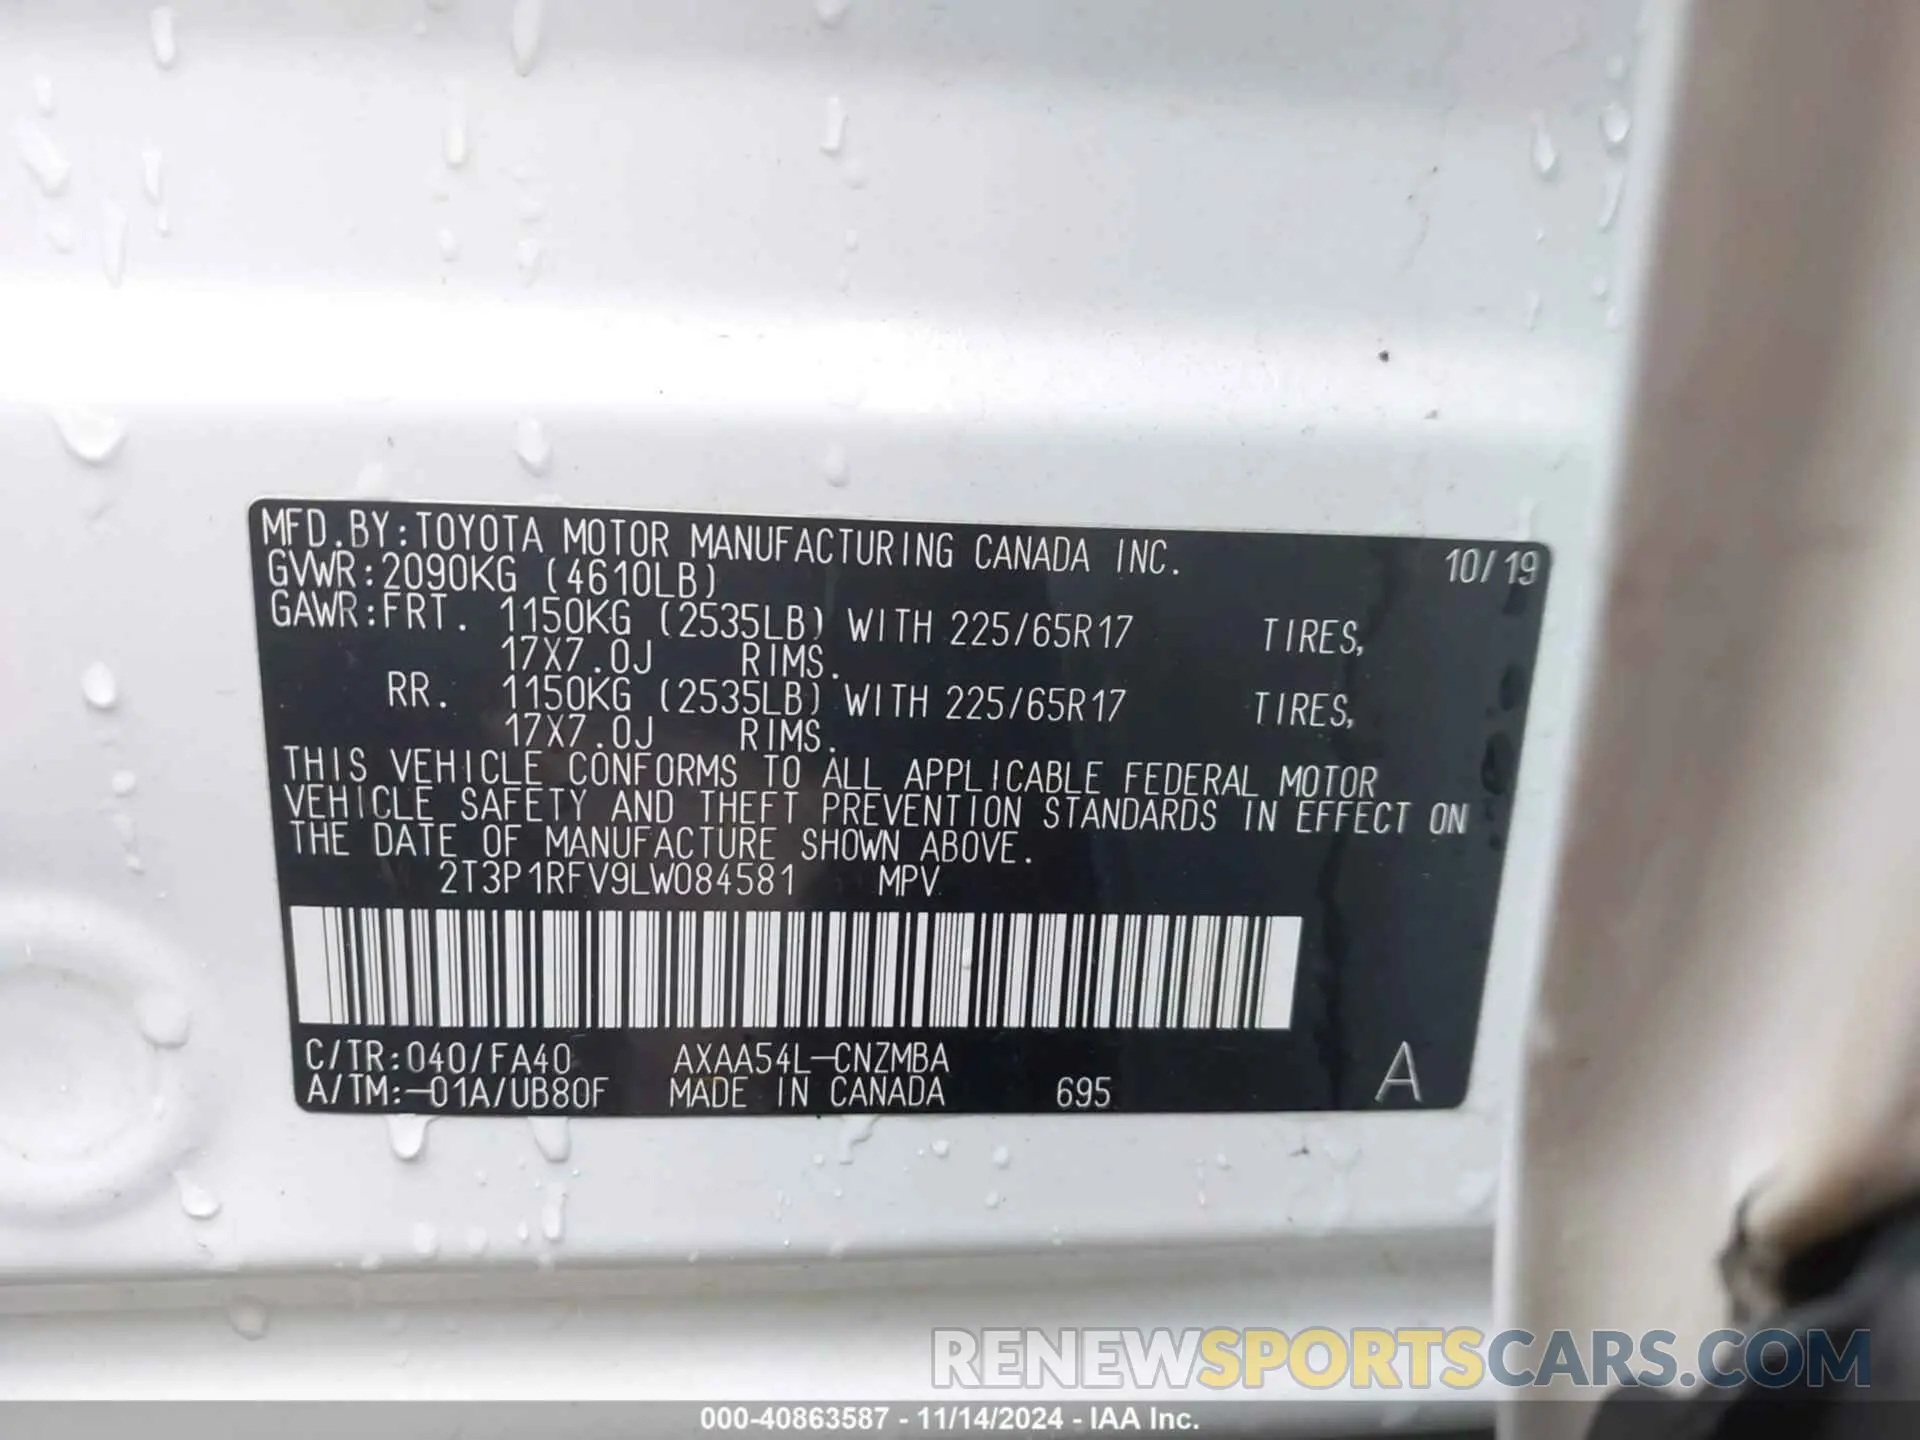 MFD.BY:TOYOTA MOTOR MANUFACTURING CANADA INC. 10/19
GVWR:2090KG (4610LB)
GAWR:FRT. 1150KG (2535LB) WITH 225/65R17 TIRES,
17X7.0J RIMS.
RR. 1150KG (2535LB) WITH 225/65R17 TIRES,
17X7.0J RIMS.
THIS VEHICLE CONFORMS TO ALL APPLICABLE FEDERAL MOTOR
VEHICLE SAFETY AND THEFT PREVENTION STANDARDS IN EFFECT ON
THE DATE OF MANUFACTURE SHOWN ABOVE.
2T3P1RFV9LW084581 MPV
C/TR:040/FA40 AXAA54L-CNZMBA
A/TM:-01A/UB80F MADE IN CANADA 695 A
RENEWSPORTSCARS.COM
000-40863587 - 11/14/2024 - IAA Inc.